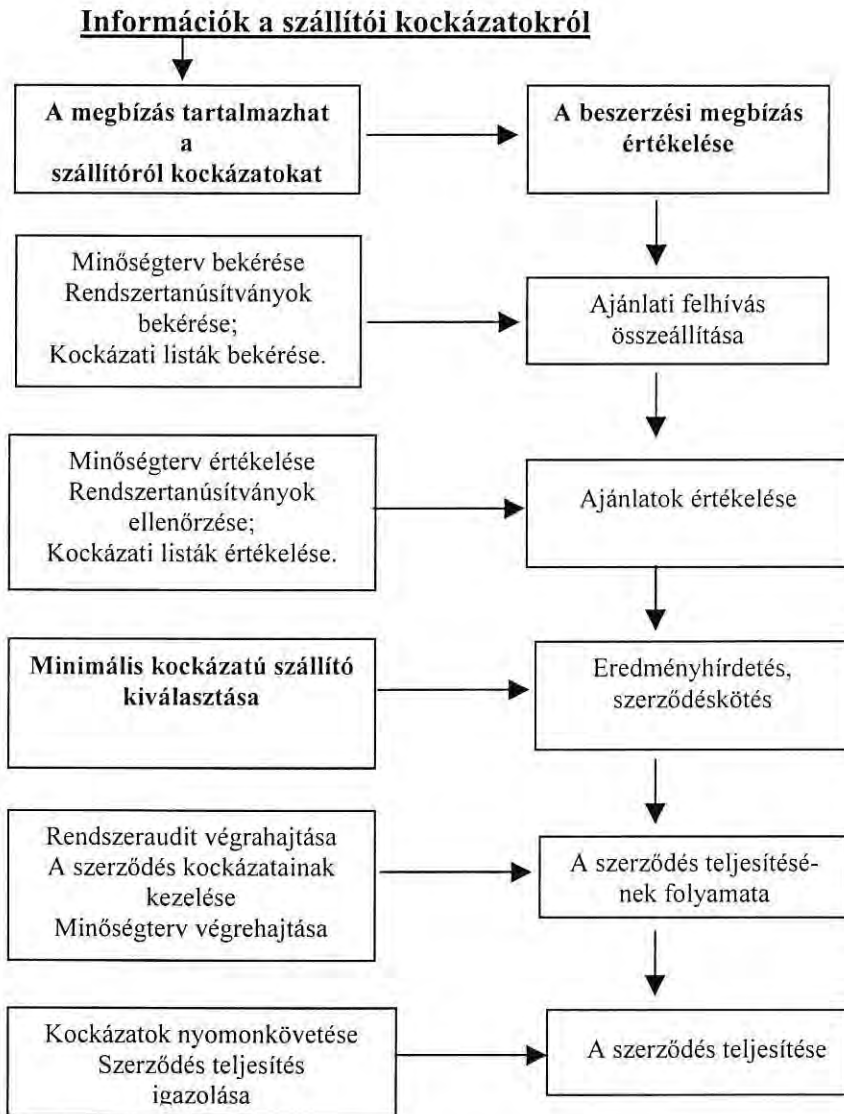 Információk a szállítói kockázatokról
A megbízás tartalmazhat
a
szállítóról kockázatokat
A beszerzési megbízás
értékelése
Minőségterv bekérése
Rendszertanúsítványok
bekérése;
Kockázati listák bekérése.
Ajánlati felhívás
összeállítása
Minőségterv értékelése
Rendszertanúsítványok
ellenőrzése;
Kockázati listák értékelése.
Ajánlatok értékelése
Minimális kockázatú szállító
kiválasztása
Eredményhírdetés,
szerződéskötés
Rendszeraudit végrahajtása
A szerződés kockázatainak
kezelése
Minőségterv végrehajtása
A szerződés teljesítésé-
nek folyamata
Kockázatok nyomonkövetése
Szerződés teljesítés
igazolása
A szerződés teljesítése